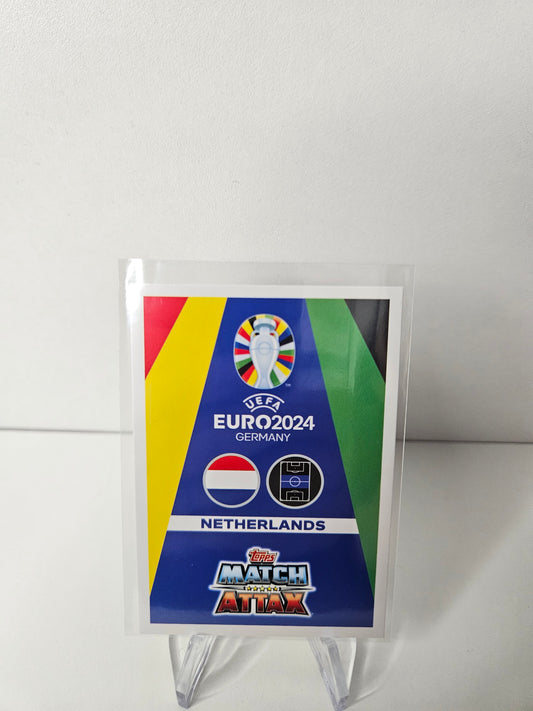 UEFA
EURO2024
GERMANY
NETHERLANDS
Topps
MATCH
ATTAX